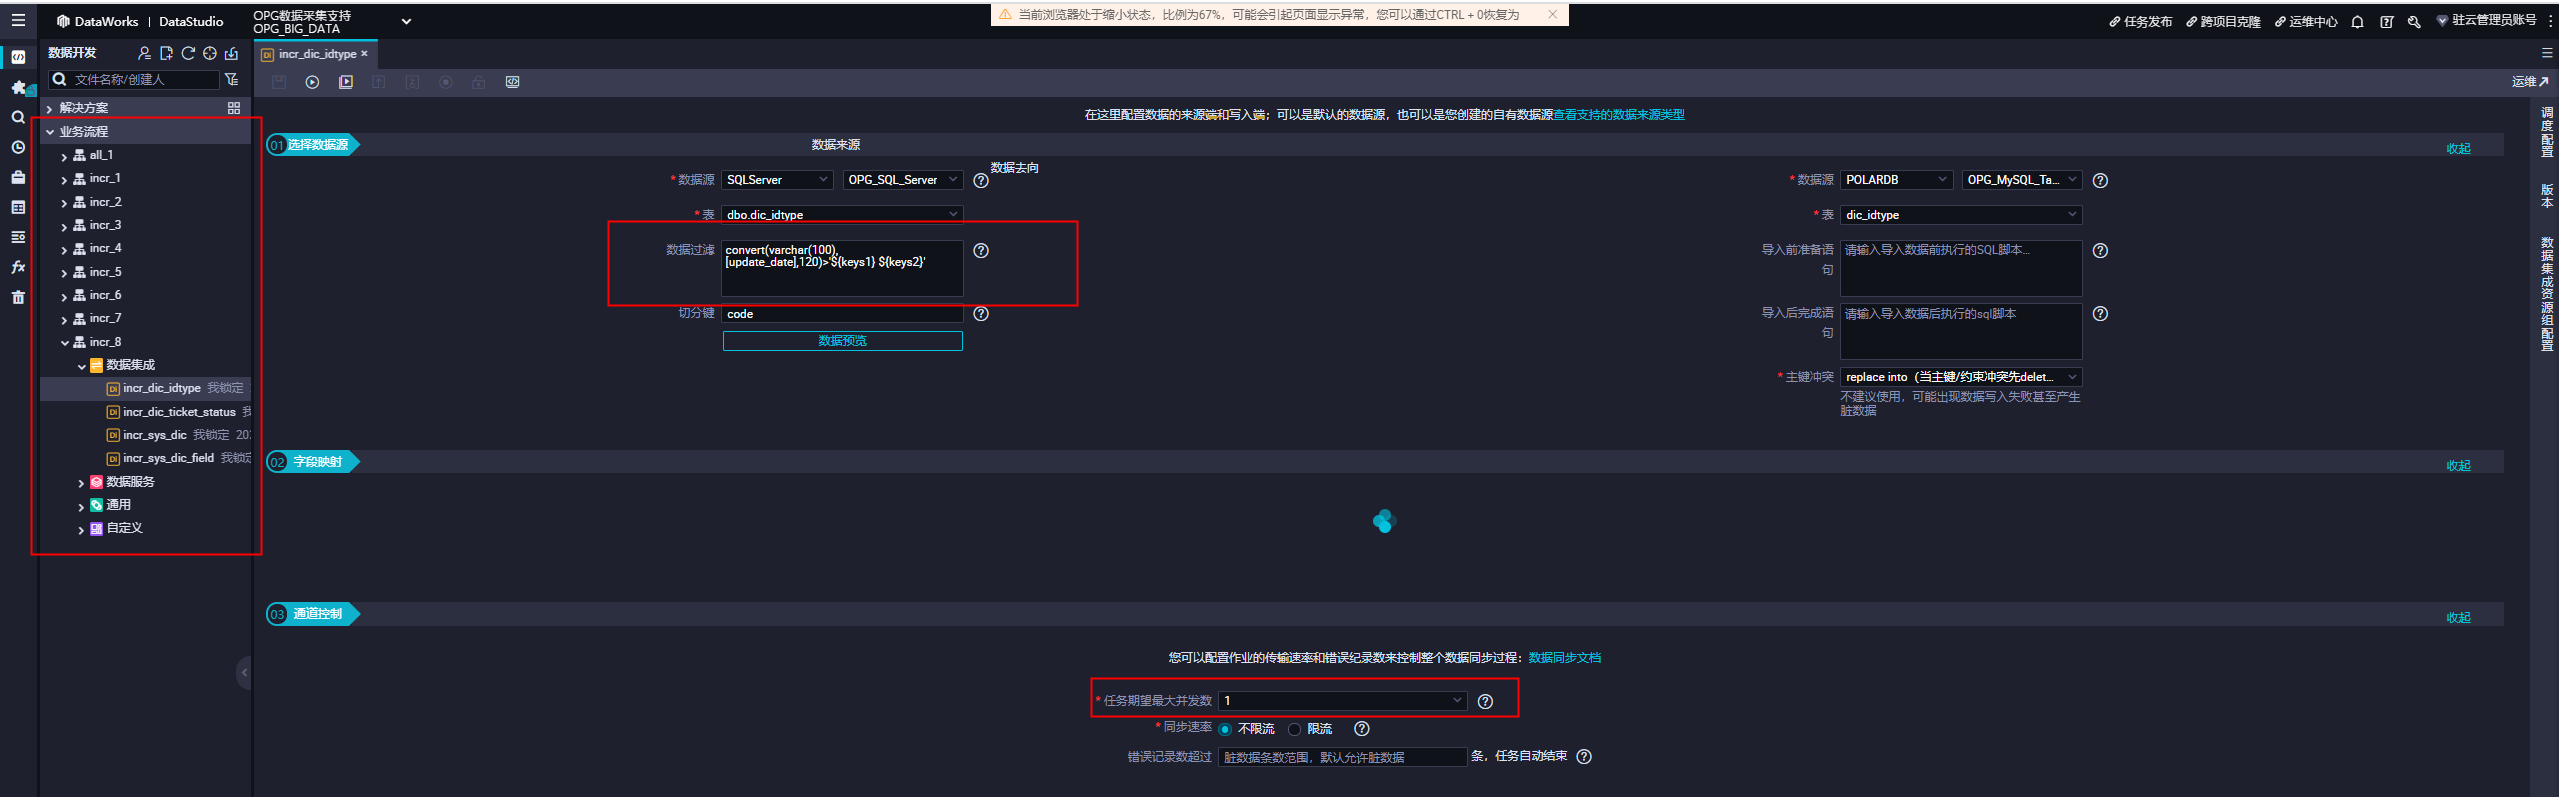 DataWorks | DataStudio
OPG数据采集支持
OPG_BIG_DATA
当前浏览器处于缩小状态，比例为67%，可能会引起页面显示异常，您可以通过CTRL + 0恢复为
任务发布
跨项目克隆
运维中心
驻云管理员账号
数据开发
incr_dic_idtype
文件名称/创建人
运维
解决方案
业务流程
all_1
incr_1
incr_2
incr_3
incr_4
incr_5
incr_6
incr_7
incr_8
数据集成
incr_dic_idtype 我锁定
incr_dic_ticket_status
incr_sys_dic 我锁定 20
incr_sys_dic_field 我锁定
数据服务
通用
自定义
在这里配置数据的来源端和写入端；可以是默认的数据源，也可以是您创建的自有数据源查看支持的数据来源类型
01 选择数据源
数据来源
收起
数据去向
* 数据源 SQLServer OPG_SQL_Server
* 表 dbo.dic_idtype
数据过滤 convert(varchar(100),
[update_date],120)>'${keys1} ${keys2}'
切分键 code
数据预览
* 数据源 POLARDB OPG_MySQL_Ta...
* 表 dic_idtype
导入前准备语句 请输入导入数据前执行的SQL脚本...
导入后完成语句 请输入导入数据后执行的sql脚本
* 主键冲突 replace into（当主键/约束冲突先delet...
不建议使用，可能出现数据写入失败甚至产生
脏数据
02 字段映射
收起
03 通道控制
收起
您可以配置作业的传输速率和错误纪录数来控制整个数据同步过程：数据同步文档
* 任务期望最大并发数 1
* 同步速率 不限流 限流
错误记录数超过 脏数据条数范围，默认允许脏数据 条，任务自动结束
调度配置
版本
数据集成资源组配置